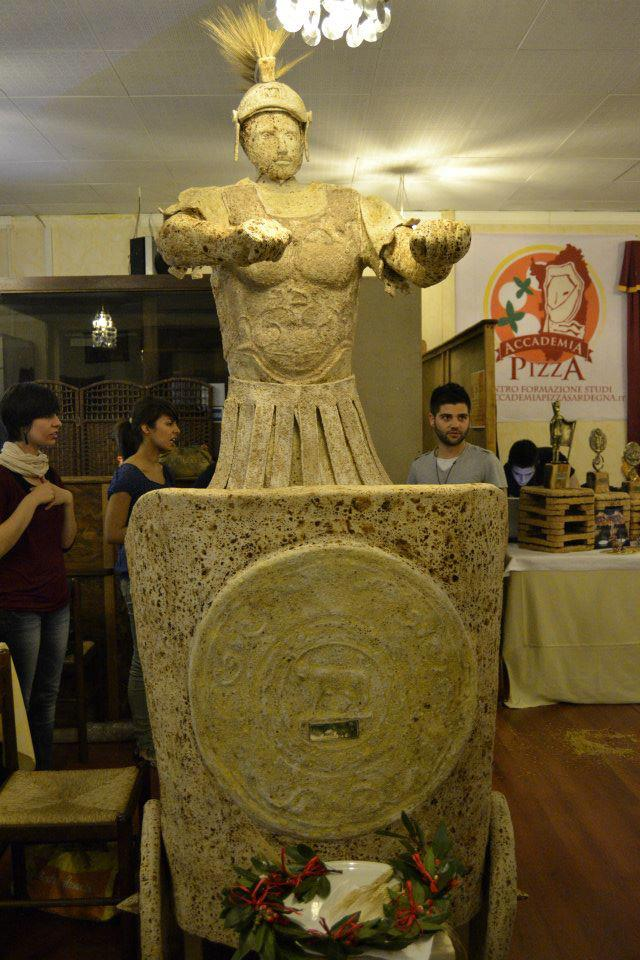 ACCADEMIA
PIZZA
CENTRO FORMAZIONE STUDI
ACCADEMIAPIZZASARDEGNA.IT